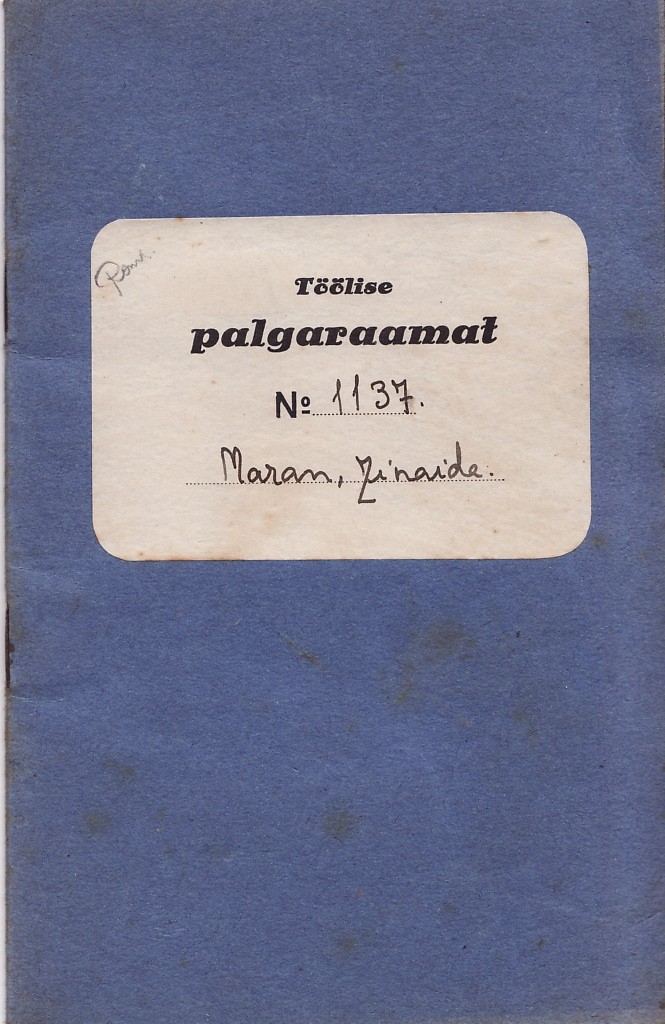 Töölise
palgaraamat
№ 1137.
Maran, Zinaida.